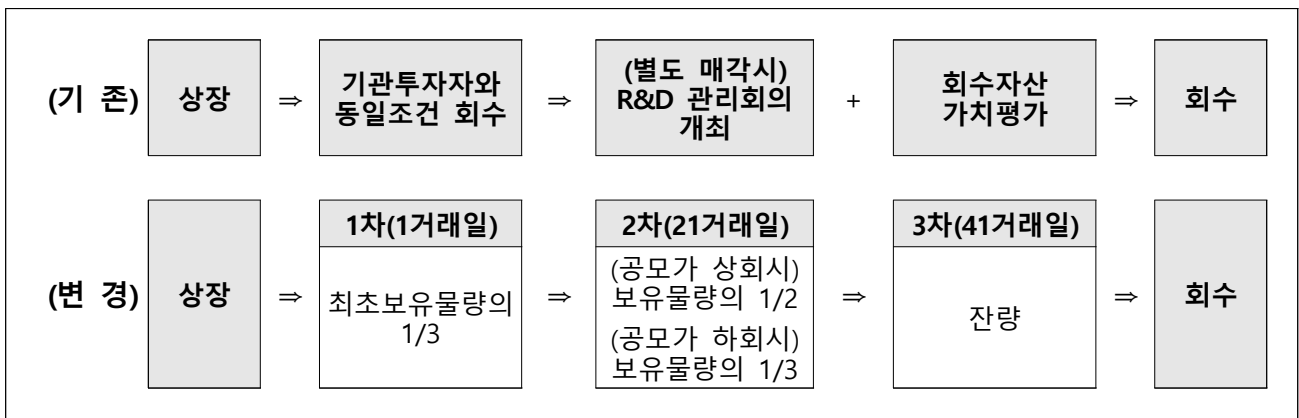 (기 존)
상장
⇒
기관투자자와
동일조건 회수
⇒
(별도 매각시)
R&D 관리회의
개최
+
회수자산
가치평가
⇒
회수
(변 경)
상장
⇒
1차(1거래일)
최초보유물량의
1/3
⇒
2차(21거래일)
(공모가 상회시)
보유물량의 1/2
(공모가 하회시)
보유물량의 1/3
⇒
3차(41거래일)
잔량
⇒
회수